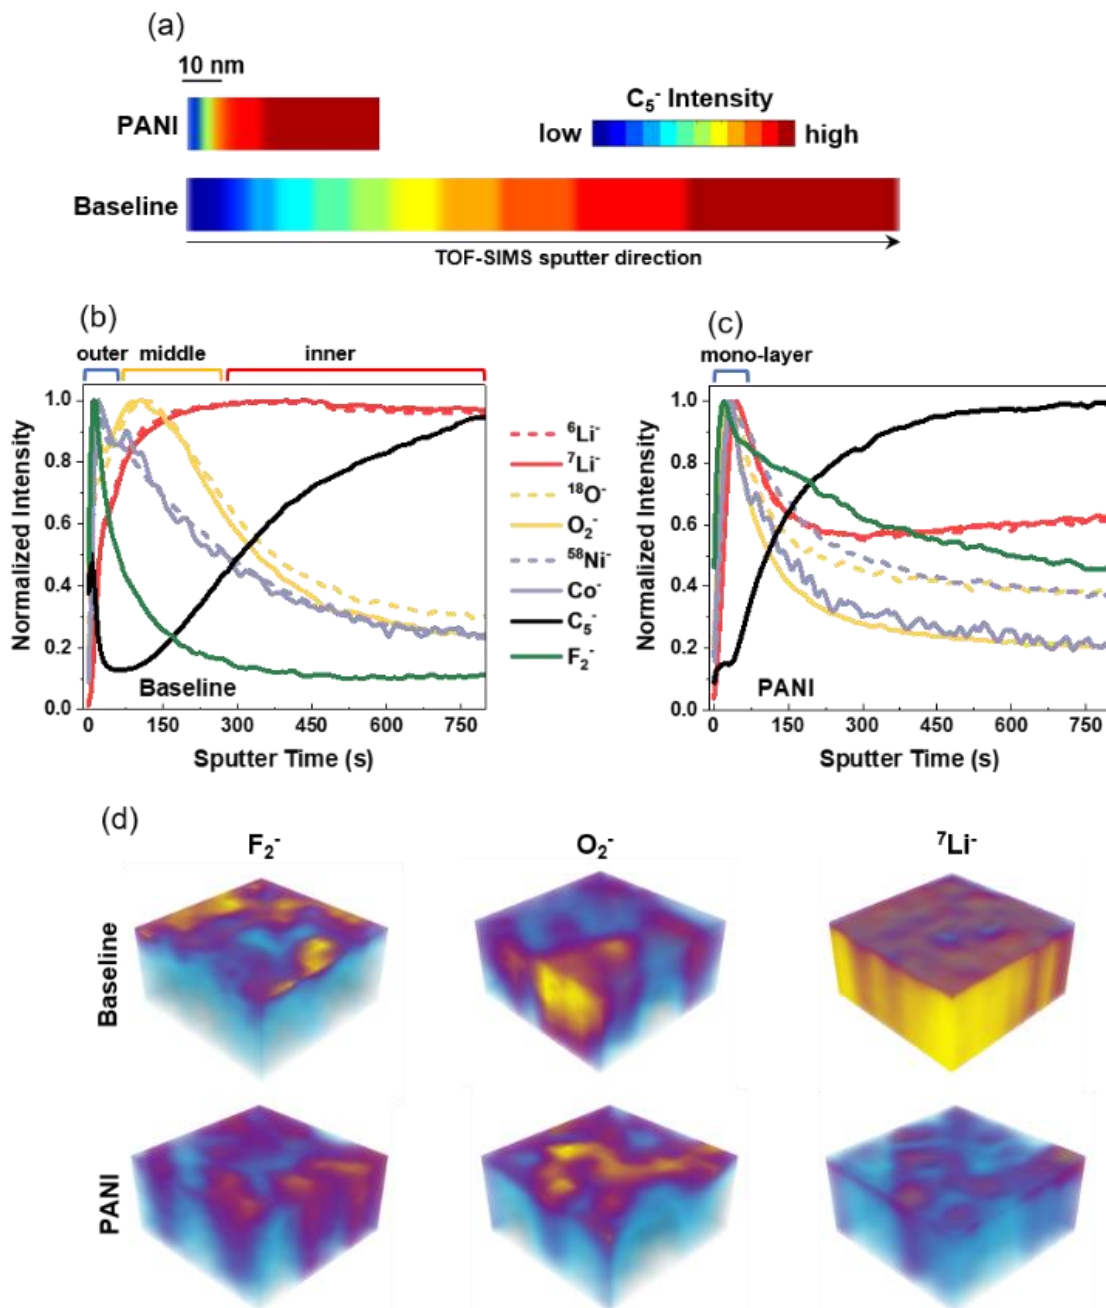 (a)
10 nm
PANI
C₅⁻ Intensity
low
high
Baseline
TOF-SIMS sputter direction
(b)
outer
middle
inner
Normalized Intensity
1.0
0.8
0.6
0.4
0.2
0.0
Baseline
0
150
300
450
600
750
Sputter Time (s)
⁶Li⁻
⁷Li⁻
¹⁸O⁻
O₂⁻
⁵⁸Ni⁻
Co⁻
C₅⁻
F₂⁻
(c)
mono-layer
Normalized Intensity
1.0
0.8
0.6
0.4
0.2
0.0
PANI
0
150
300
450
600
750
Sputter Time (s)
(d)
F₂⁻
O₂⁻
⁷Li⁻
Baseline
PANI